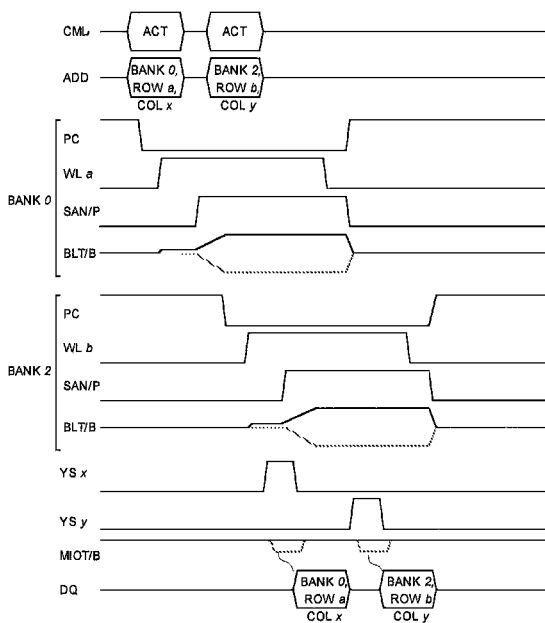 CML
ACT
ACT
ADD
BANK 0,
ROW a,
COL x
BANK 2,
ROW b,
COL y
BANK 0
PC
WL a
SAN/P
BLT/B
BANK 2
PC
WL b
SAN/P
BLT/B
YS x
YS y
MIOT/B
DQ
BANK 0,
ROW a
COL x
BANK 2,
ROW b
COL y